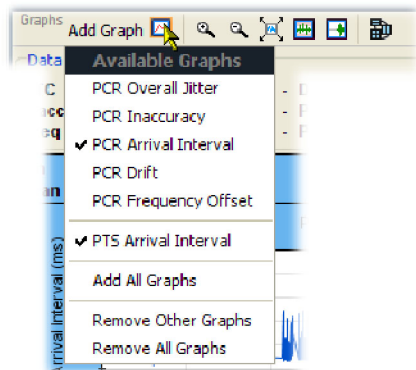 Graphs
Add Graph
Data
Available Graphs
PCR Overall Jitter
PCR Inaccuracy
PCR Arrival Interval
PCR Drift
PCR Frequency Offset
PTS Arrival Interval
Add All Graphs
Remove Other Graphs
Remove All Graphs
Interval (ms)